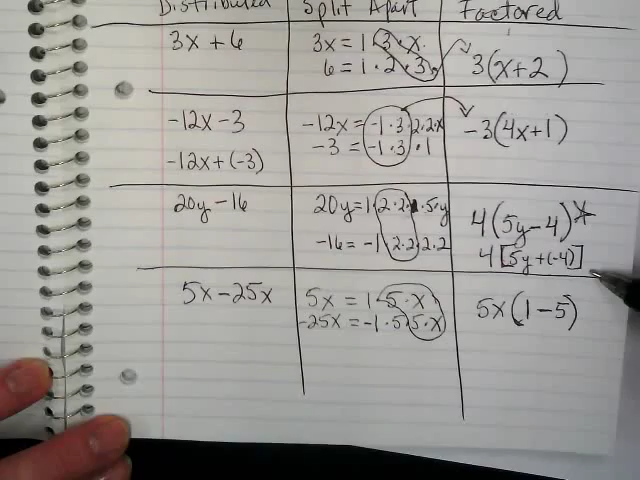 Distributed Split Apart Factored
3x + 6 3x = 1·3·x 3(x+2)
6 = 1·2·3
-12x - 3 -12x = -1·3·2·2·x -3(4x+1)
-12x + (-3) -3 = -1·3·1
20y - 16 20y = 1·2·2·5·y 4(5y-4)
-16 = -1·2·2·2·2 4[5y+(-4)]
5x - 25x 5x = 1·5·x 5x(1-5)
-25x = -1·5·5·x